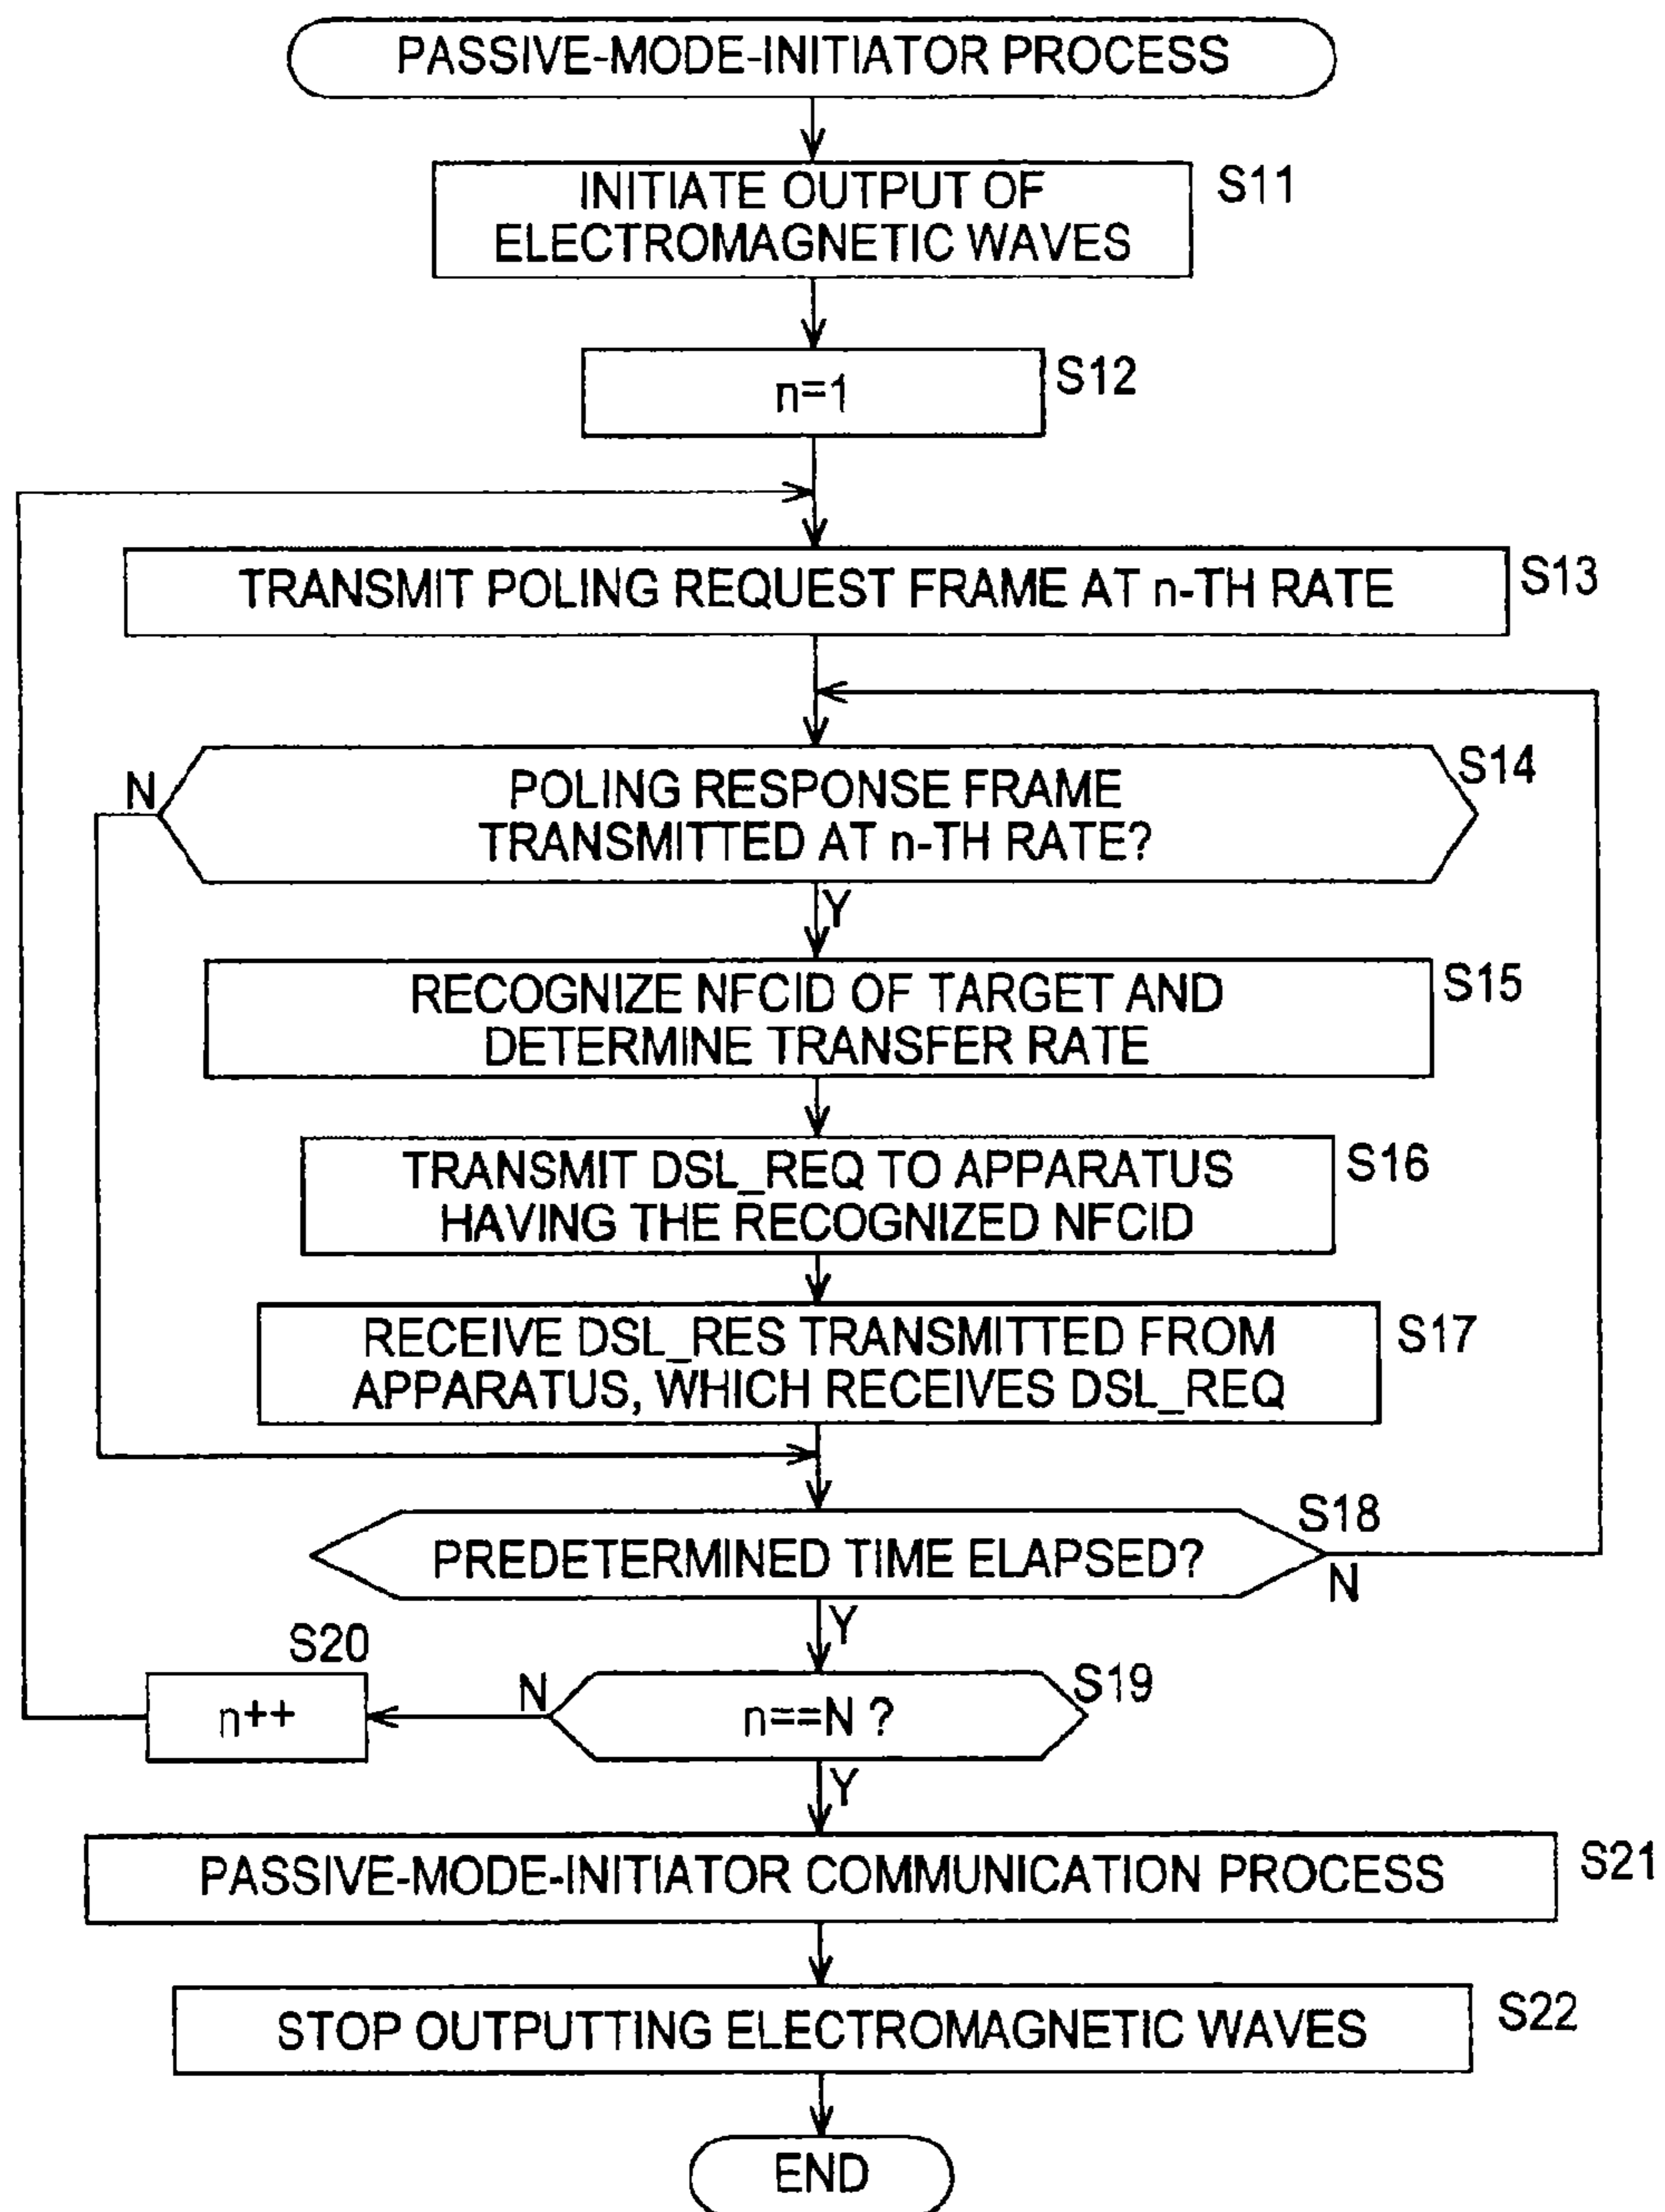 PASSIVE-MODE-INITIATOR PROCESS
INITIATE OUTPUT OF
ELECTROMAGNETIC WAVES
S11
n=1
S12
TRANSMIT POLING REQUEST FRAME AT n-TH RATE
S13
N
POLING RESPONSE FRAME
TRANSMITTED AT n-TH RATE?
S14
Y
RECOGNIZE NFCID OF TARGET AND
DETERMINE TRANSFER RATE
S15
TRANSMIT DSL_REQ TO APPARATUS
HAVING THE RECOGNIZED NFCID
S16
RECEIVE DSL_RES TRANSMITTED FROM
APPARATUS, WHICH RECEIVES DSL_REQ
S17
PREDETERMINED TIME ELAPSED?
S18
N
Y
S20
n++
N
n==N ?
S19
Y
PASSIVE-MODE-INITIATOR COMMUNICATION PROCESS
S21
STOP OUTPUTTING ELECTROMAGNETIC WAVES
S22
END